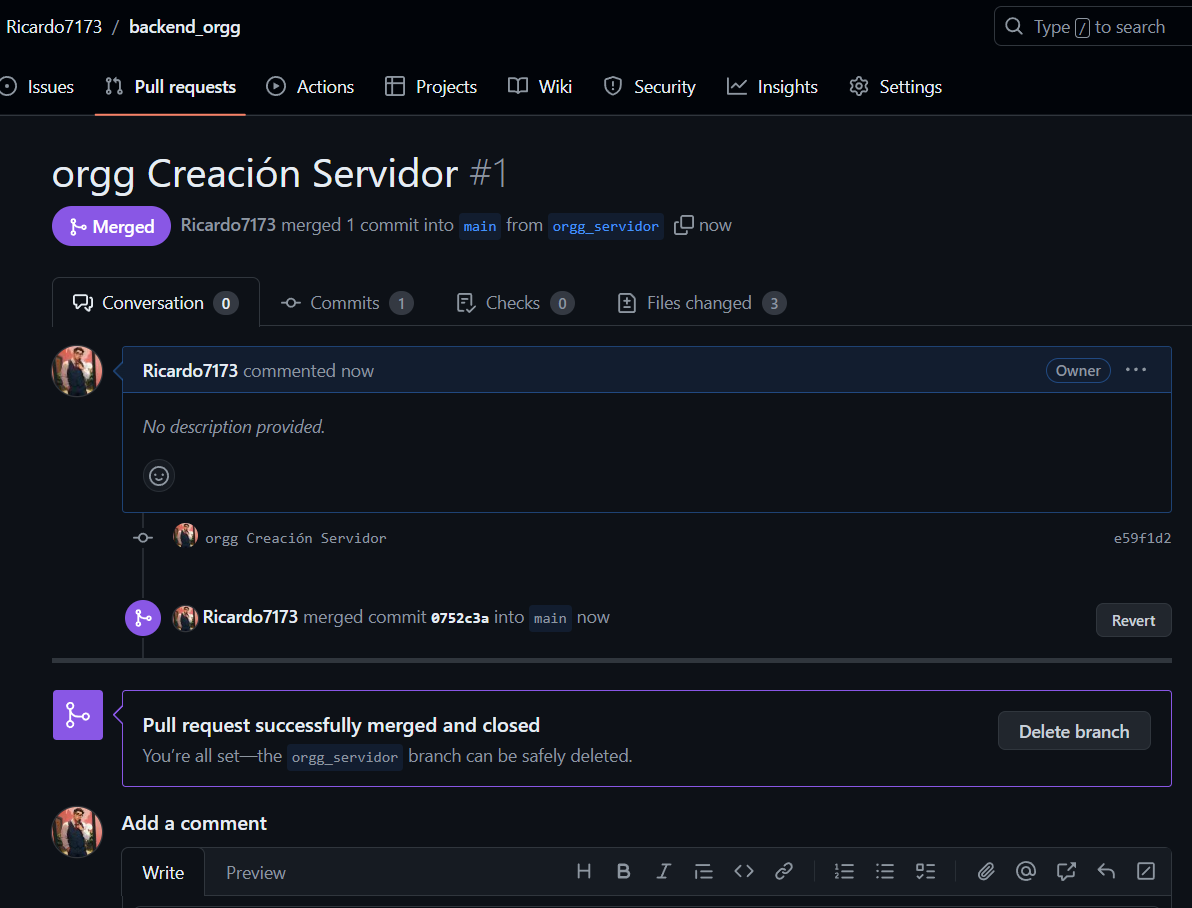 Ricardo7173 / backend_orgg
Type / to search
Issues Pull requests Actions Projects Wiki Security Insights Settings
orgg Creación Servidor #1
Merged Ricardo7173 merged 1 commit into main from orgg_servidor now
Conversation 0 Commits 1 Checks 0 Files changed 3
Ricardo7173 commented now Owner ...
No description provided.
orgg Creación Servidor e59f1d2
Ricardo7173 merged commit 0752c3a into main now Revert
Pull request successfully merged and closed
You’re all set—the orgg_servidor branch can be safely deleted.
Delete branch
Add a comment
Write Preview